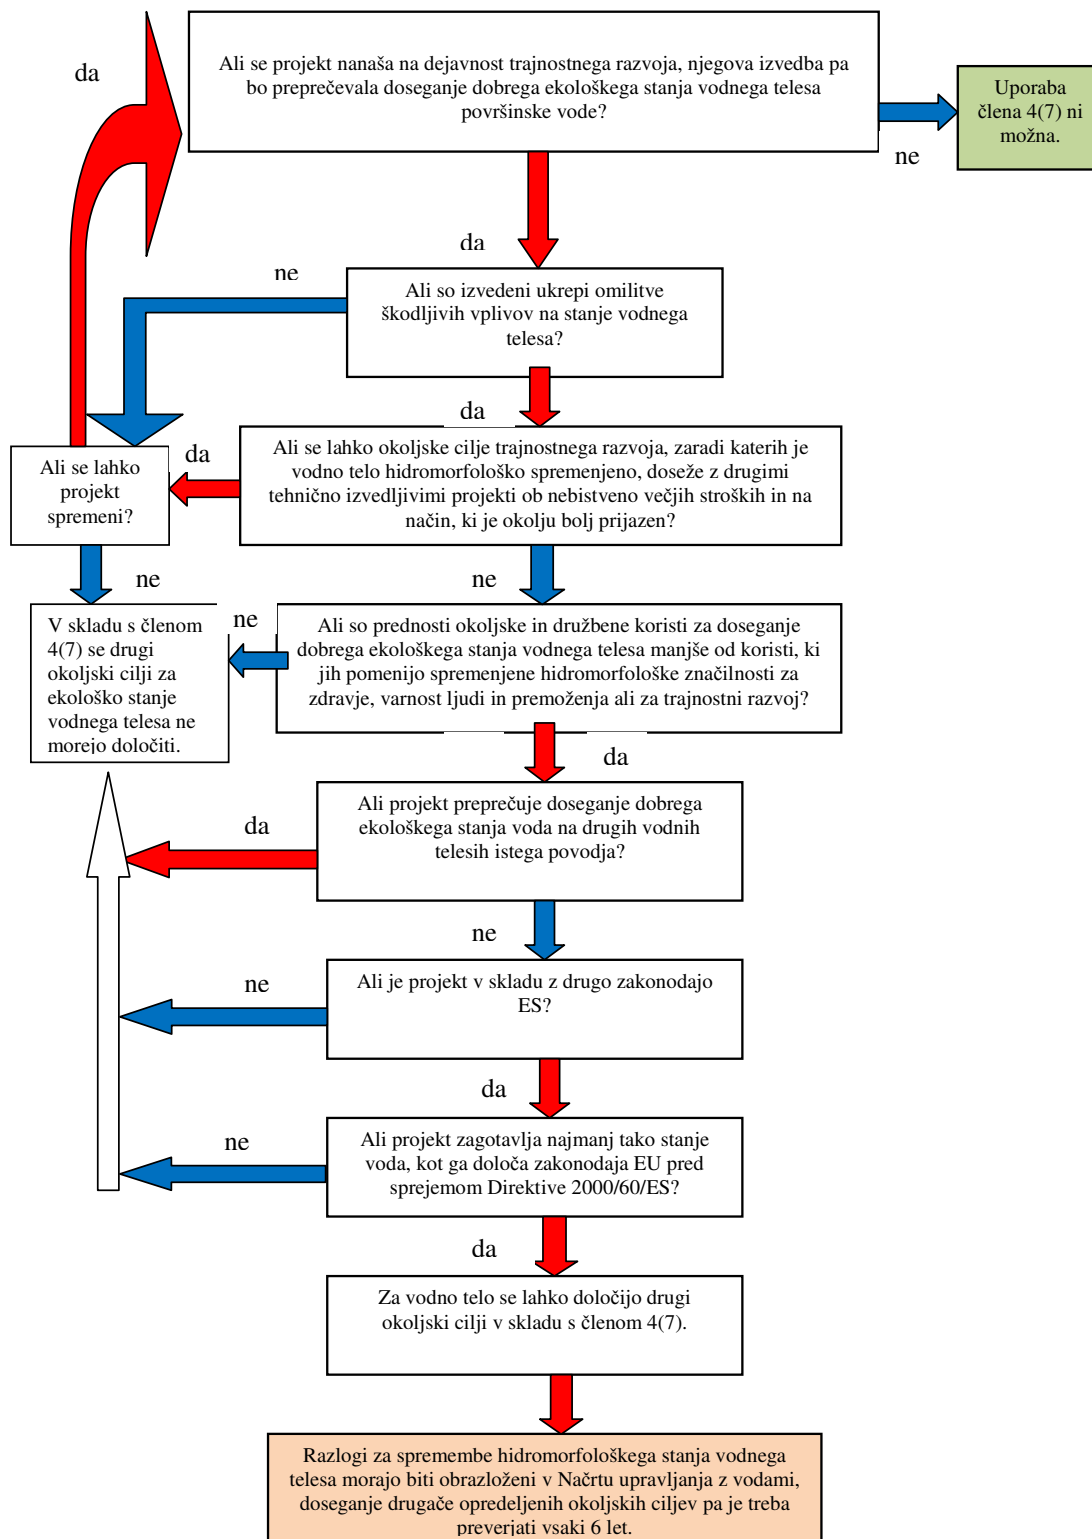 da
Ali se projekt nanaša na dejavnost trajnostnega razvoja, njegova izvedba pa
bo preprečevala doseganje dobrega ekološkega stanja vodnega telesa
površinske vode?
Uporaba
člena 4(7) ni
možna.
ne
da
ne
Ali so izvedeni ukrepi omilitve
škodljivih vplivov na stanje vodnega
telesa?
da
Ali se lahko okoljske cilje trajnostnega razvoja, zaradi katerih je
vodno telo hidromorfološko spremenjeno, doseže z drugimi
tehnično izvedljivimi projekti ob nebistveno večjih stroških in na
način, ki je okolju bolj prijazen?
da
Ali se lahko
projekt
spremeni?
ne
ne
V skladu s členom
4(7) se drugi
okoljski cilji za
ekološko stanje
vodnega telesa ne
morejo določiti.
ne
Ali so prednosti okoljske in družbene koristi za doseganje
dobrega ekološkega stanja vodnega telesa manjše od koristi, ki
jih pomenijo spremenjene hidromorfološke značilnosti za
zdravje, varnost ljudi in premoženja ali za trajnostni razvoj?
da
Ali projekt preprečuje doseganje dobrega
ekološkega stanja voda na drugih vodnih
telesih istega povodja?
da
ne
Ali je projekt v skladu z drugo zakonodajo
ES?
ne
da
Ali projekt zagotavlja najmanj tako stanje
voda, kot ga določa zakonodaja EU pred
sprejemom Direktive 2000/60/ES?
ne
da
Za vodno telo se lahko določijo drugi
okoljski cilji v skladu s členom 4(7).
Razlogi za spremembe hidromorfološkega stanja vodnega
telesa morajo biti obrazloženi v Načrtu upravljanja z vodami,
doseganje drugače opredeljenih okoljskih ciljev pa je treba
preverjati vsaki 6 let.